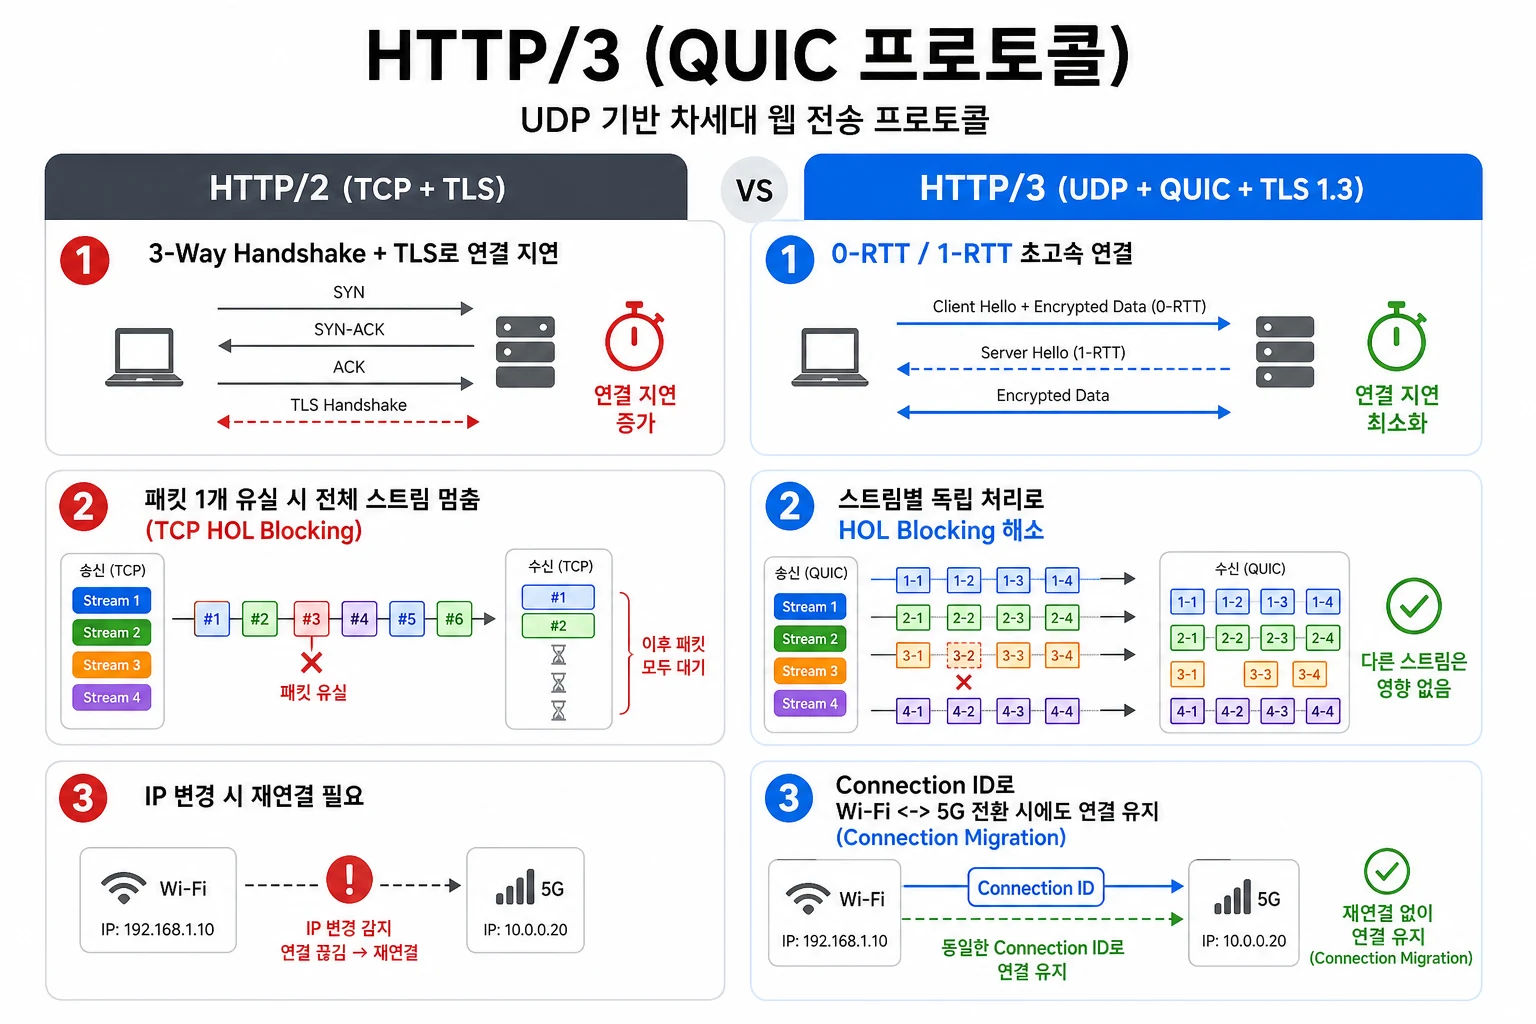 HTTP/3 (QUIC 프로토콜)
UDP 기반 차세대 웹 전송 프로토콜
HTTP/2 (TCP + TLS)
VS
HTTP/3 (UDP + QUIC + TLS 1.3)
1
3-Way Handshake + TLS로 연결 지연
SYN
SYN-ACK
ACK
TLS Handshake
연결 지연
증가
1
0-RTT / 1-RTT 초고속 연결
Client Hello + Encrypted Data (0-RTT)
Server Hello (1-RTT)
Encrypted Data
연결 지연
최소화
2
패킷 1개 유실 시 전체 스트림 멈춤
(TCP HOL Blocking)
송신 (TCP)
Stream 1
Stream 2
Stream 3
Stream 4
#1 #2 #3 #4 #5 #6
패킷 유실
수신 (TCP)
#1
#2
이후 패킷
모두 대기
2
스트림별 독립 처리로
HOL Blocking 해소
송신 (QUIC)
Stream 1
Stream 2
Stream 3
Stream 4
1-1 1-2 1-3 1-4
2-1 2-2 2-3 2-4
3-1 3-2 3-3 3-4
4-1 4-2 4-3 4-4
수신 (QUIC)
1-1 1-2 1-3 1-4
2-1 2-2 2-3 2-4
3-1 3-3 3-4
4-1 4-2 4-3 4-4
다른 스트림은
영향 없음
3
IP 변경 시 재연결 필요
Wi-Fi
IP: 192.168.1.10
!
IP 변경 감지
연결 끊김 → 재연결
5G
IP: 10.0.0.20
3
Connection ID로
Wi-Fi <-> 5G 전환 시에도 연결 유지
(Connection Migration)
Wi-Fi
IP: 192.168.1.10
Connection ID
동일한 Connection ID로
연결 유지
5G
IP: 10.0.0.20
재연결 없이
연결 유지
(Connection Migration)